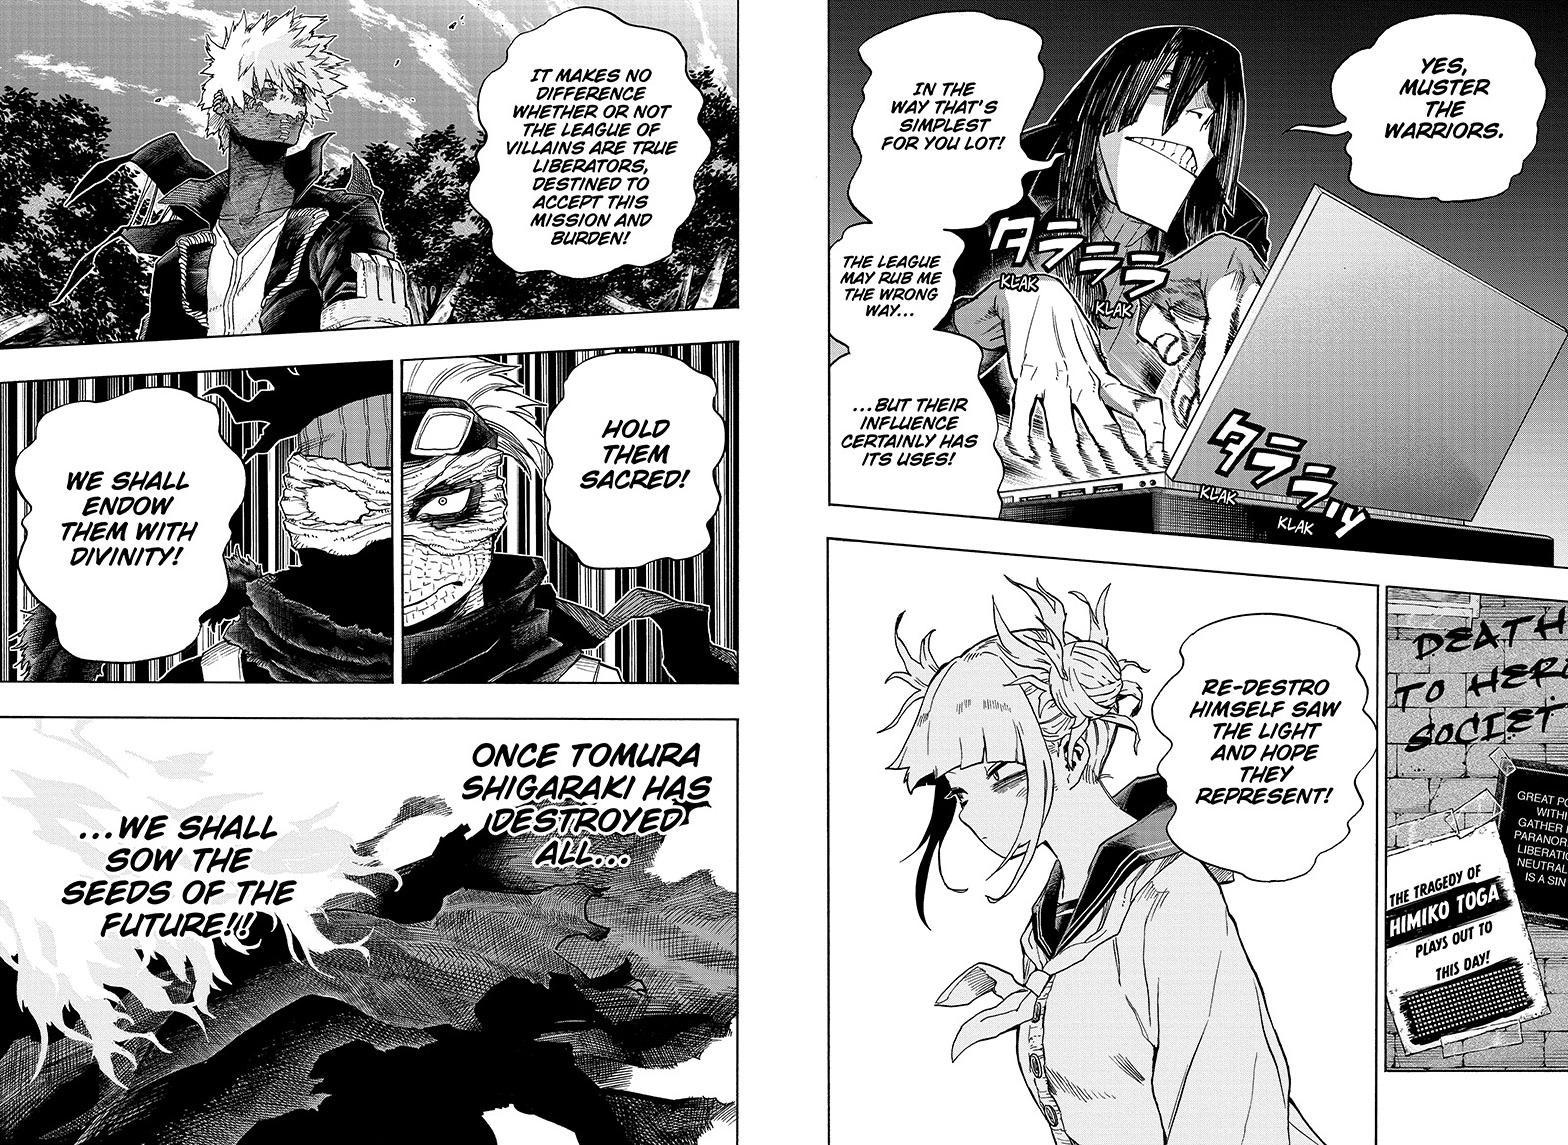 YES,
MUSTER
THE
WARRIORS.
IN THE
WAY THAT'S
SIMPLEST
FOR YOU LOT!
タララララ
KLAK
KLAK
THE LEAGUE
MAY RUB ME
THE WRONG
WAY...
...BUT THEIR
INFLUENCE
CERTAINLY HAS
ITS USES!
タラララッ
KLAK
KLAK
DEATH
TO HER
SOCIET
GREAT PO
WITHI
GATHER
PARANOR
LIBERATIO
NEUTRAL
IS A SIN
THE TRAGEDY OF
HIMIKO TOGA
PLAYS OUT TO
THIS DAY!
RE-DESTRO
HIMSELF SAW
THE LIGHT
AND HOPE
THEY
REPRESENT!
IT MAKES NO
DIFFERENCE
WHETHER OR NOT
THE LEAGUE OF
VILLAINS ARE TRUE
LIBERATORS,
DESTINED TO
ACCEPT THIS
MISSION AND
BURDEN!
HOLD
THEM
SACRED!
WE SHALL
ENDOW
THEM WITH
DIVINITY!
ONCE TOMURA
SHIGARAKI HAS
DESTROYED
ALL...
...WE SHALL
SOW THE
SEEDS OF THE
FUTURE!!